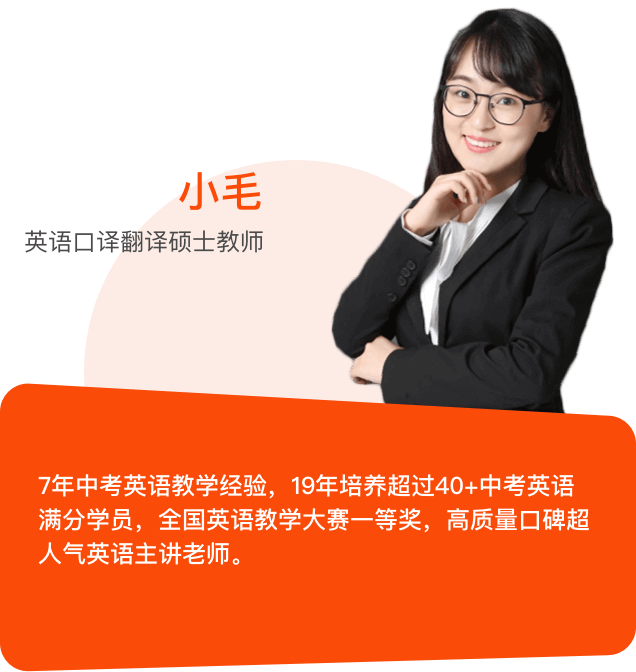 小毛
英语口译翻译硕士教师
7年中考英语教学经验，19年培养超过40+中考英语
满分学员，全国英语教学大赛一等奖，高质量口碑超
人气英语主讲老师。